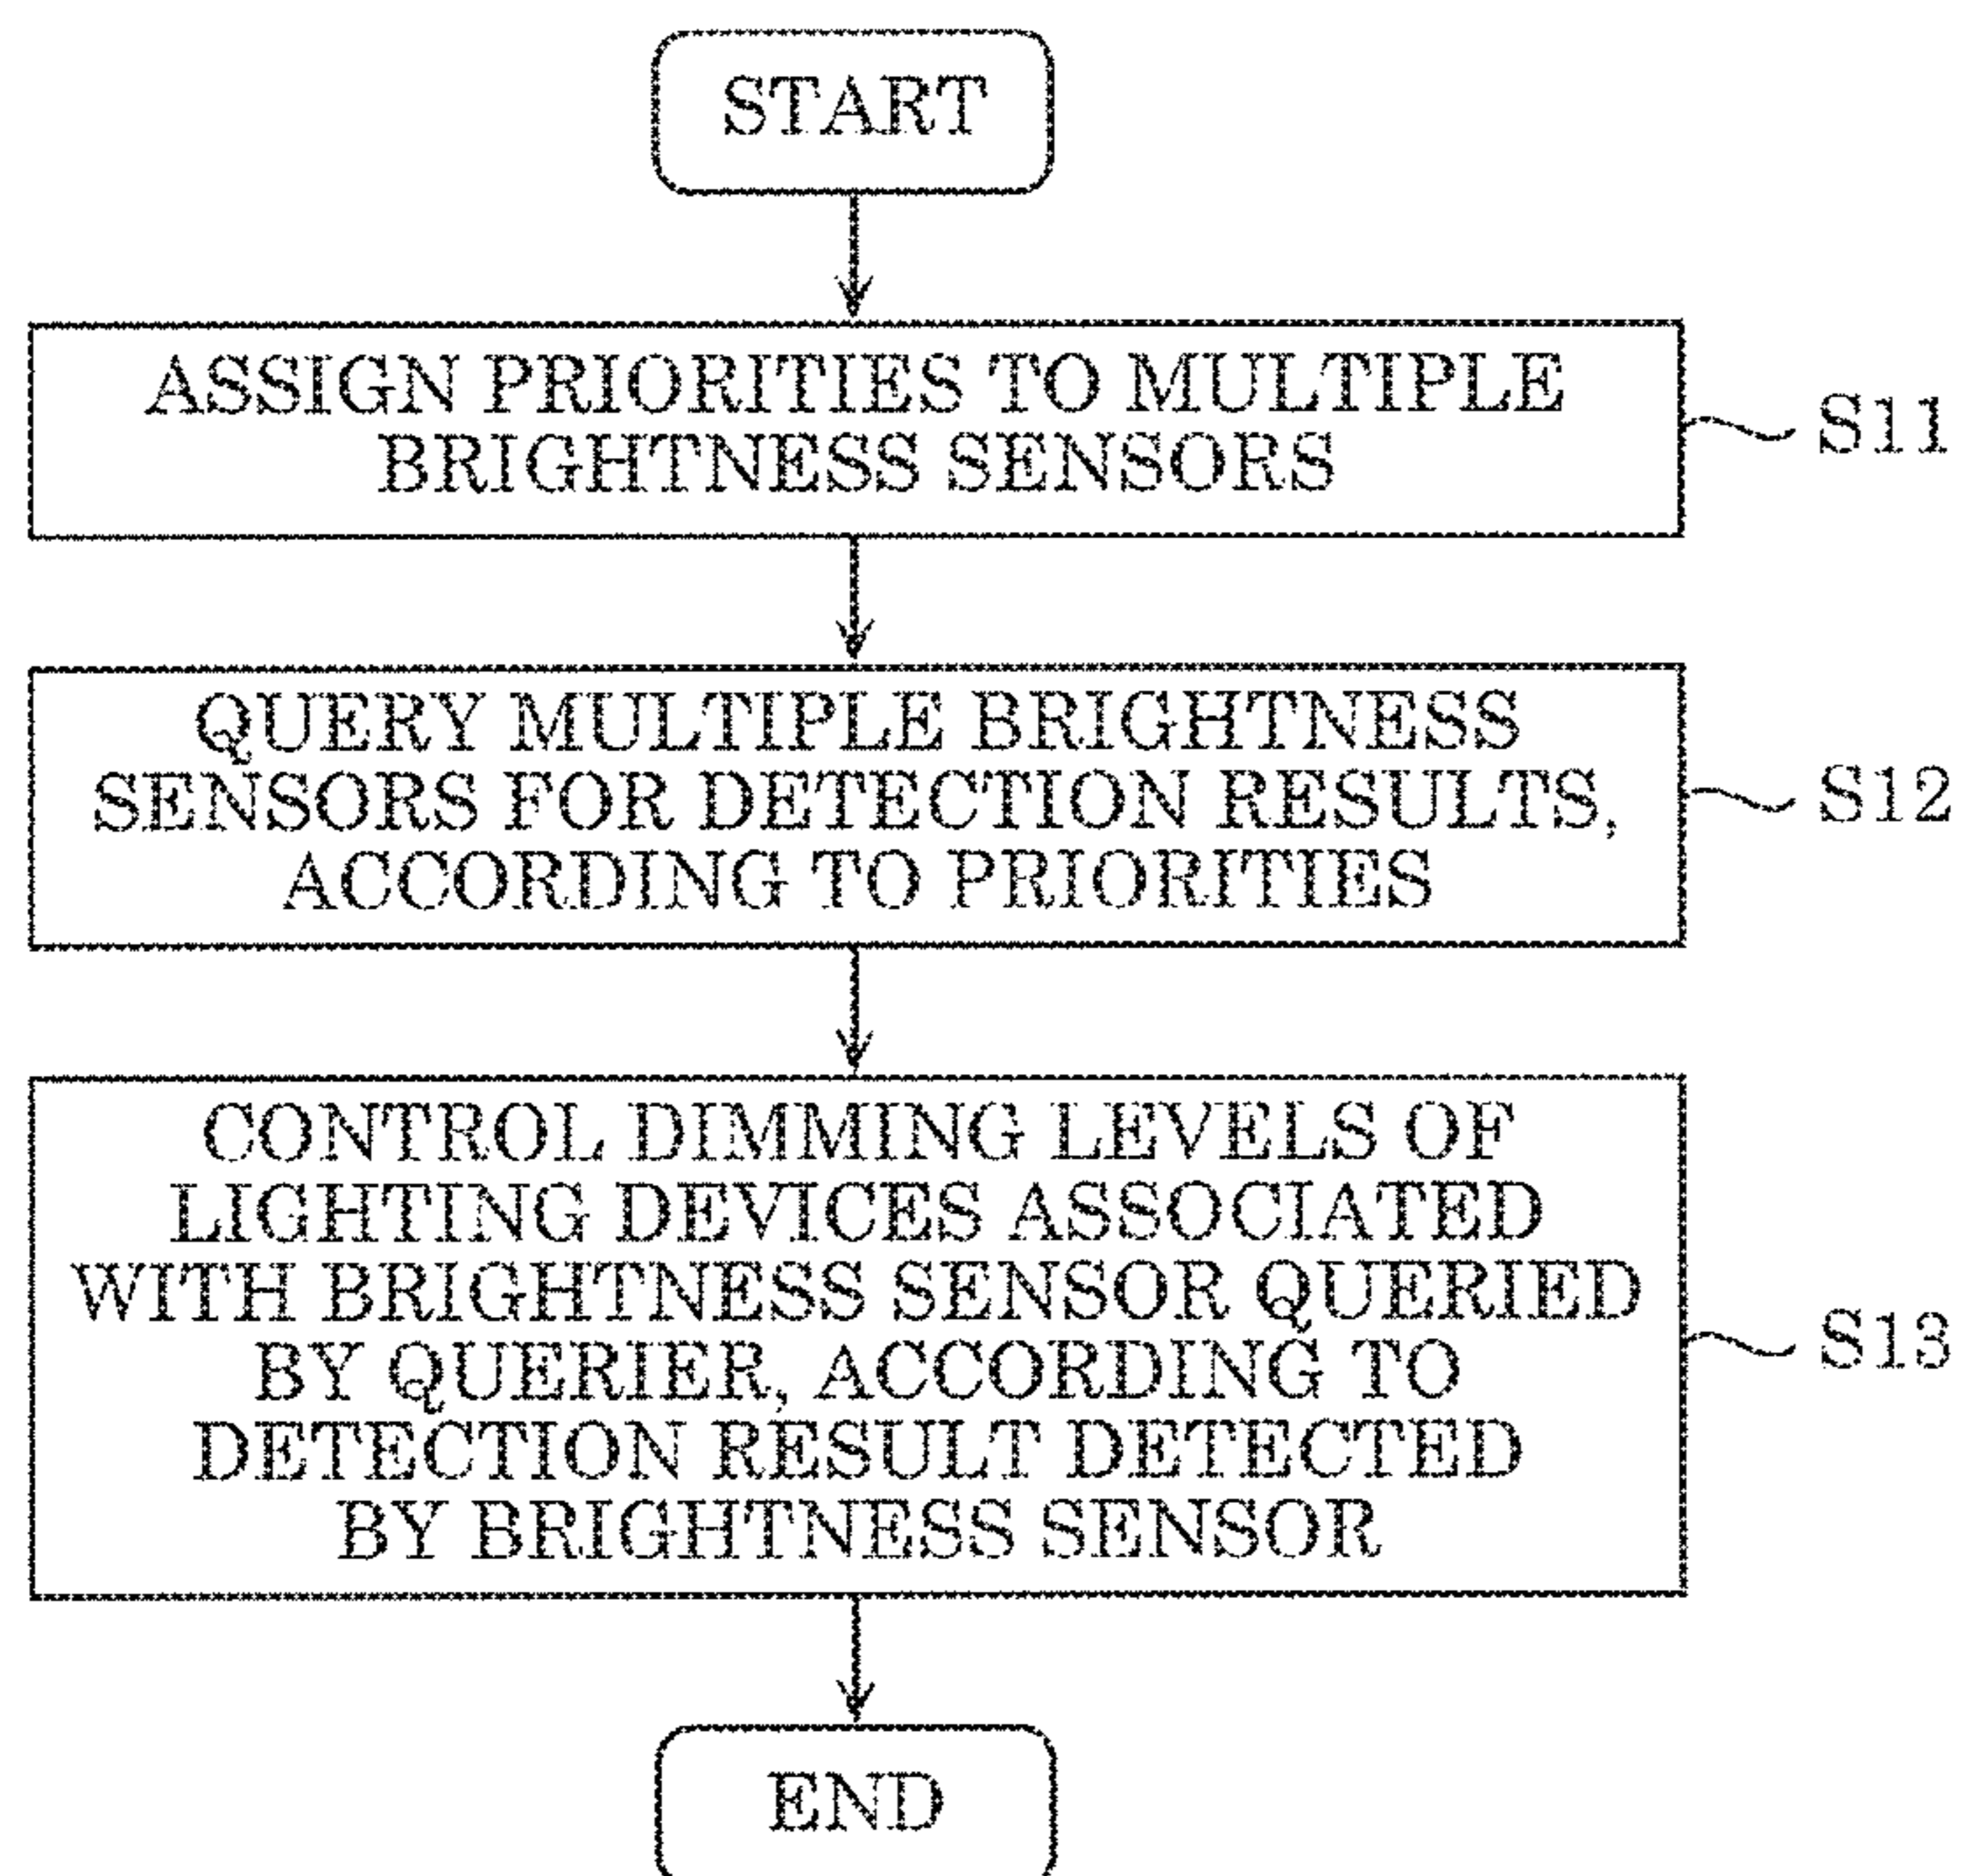 START
ASSIGN PRIORITIES TO MULTIPLE
BRIGHTNESS SENSORS
S11
QUERY MULTIPLE BRIGHTNESS
SENSORS FOR DETECTION RESULTS,
ACCORDING TO PRIORITIES
S12
CONTROL DIMMING LEVELS OF
LIGHTING DEVICES ASSOCIATED
WITH BRIGHTNESS SENSOR QUERIED
BY QUERIER, ACCORDING TO
DETECTION RESULT DETECTED
BY BRIGHTNESS SENSOR
S13
END